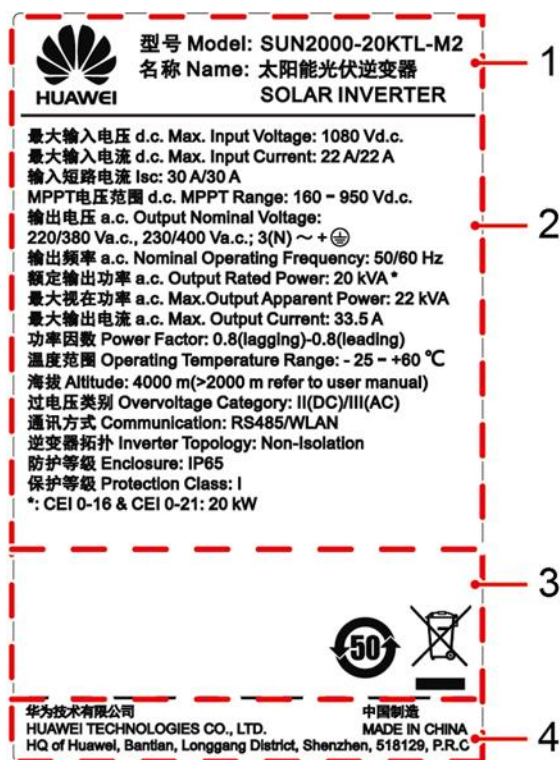 HUAWEI
型号 Model: SUN2000-20KTL-M2
名称 Name: 太阳能光伏逆变器
SOLAR INVERTER
1
最大输入电压 d.c. Max. Input Voltage: 1080 Vd.c.
最大输入电流 d.c. Max. Input Current: 22 A/22 A
输入短路电流 Isc: 30 A/30 A
MPPT电压范围 d.c. MPPT Range: 160 - 950 Vd.c.
输出电压 a.c. Output Nominal Voltage:
220/380 Va.c., 230/400 Va.c.; 3(N) ～ +
2
输出频率 a.c. Nominal Operating Frequency: 50/60 Hz
额定输出功率 a.c. Output Rated Power: 20 kVA *
最大视在功率 a.c. Max.Output Apparent Power: 22 kVA
最大输出电流 a.c. Max. Output Current: 33.5 A
功率因数 Power Factor: 0.8(lagging)-0.8(leading)
温度范围 Operating Temperature Range: - 25 - +60 ℃
海拔 Altitude: 4000 m(>2000 m refer to user manual)
过电压类别 Overvoltage Category: II(DC)/III(AC)
通讯方式 Communication: RS485/WLAN
逆变器拓扑 Inverter Topology: Non-Isolation
防护等级 Enclosure: IP65
保护等级 Protection Class: I
*: CEI 0-16 & CEI 0-21: 20 kW
3
50
华为技术有限公司 中国制造
HUAWEI TECHNOLOGIES CO., LTD. MADE IN CHINA
HQ of Huawei, Bantian, Longgang District, Shenzhen, 518129, P.R.C
4